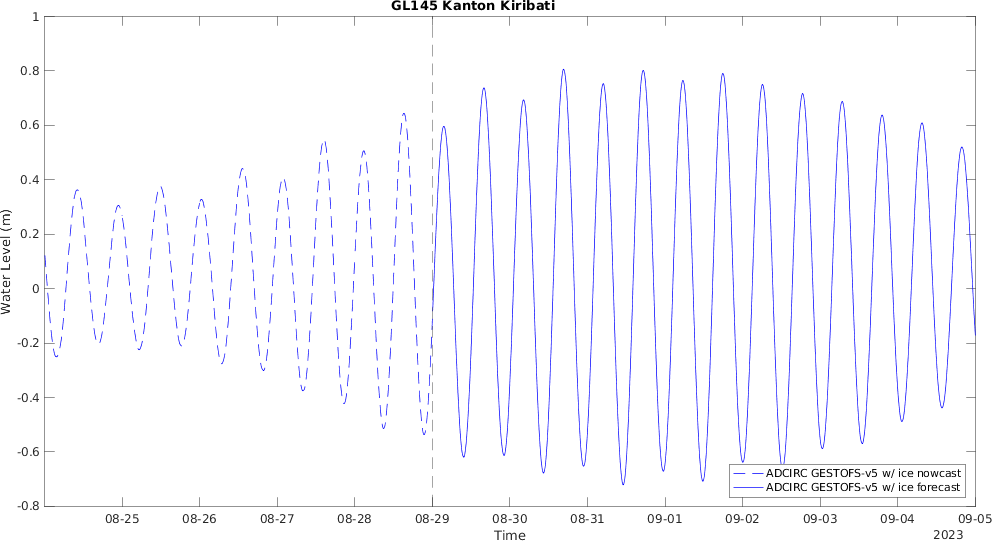 GL145 Kanton Kiribati
Water Level (m)
1
0.8
0.6
0.4
0.2
0
-0.2
-0.4
-0.6
-0.8
ADCIRC GESTOFS-v5 w/ ice nowcast
ADCIRC GESTOFS-v5 w/ ice forecast
08-25 08-26 08-27 08-28 08-29 08-30 08-31 09-01 09-02 09-03 09-04 09-05
Time
2023